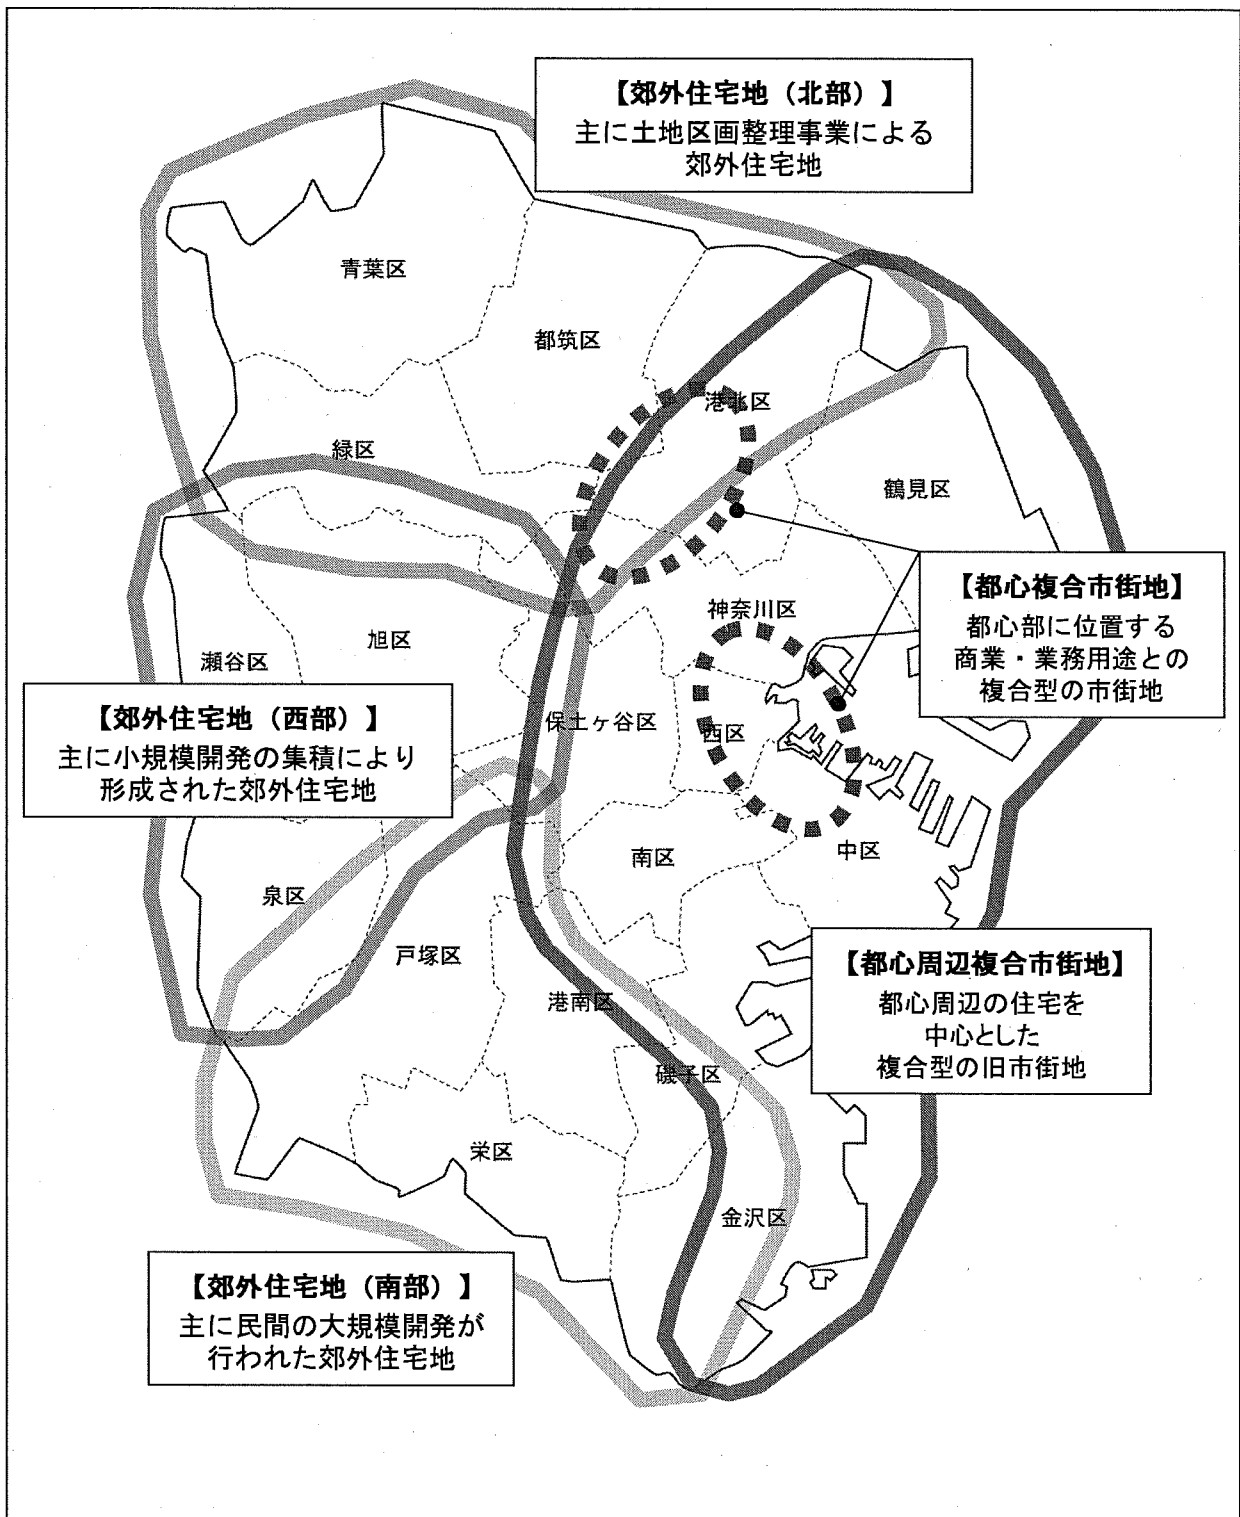 【郊外住宅地（北部）】
主に土地区画整理事業による
郊外住宅地
青葉区
都筑区
港北区
緑区
鶴見区
【都心複合市街地】
都心部に位置する
商業・業務用途との
複合型の市街地
神奈川区
旭区
瀬谷区
【郊外住宅地（西部）】
主に小規模開発の集積により
形成された郊外住宅地
保土ヶ谷区
西区
南区
中区
泉区
戸塚区
【都心周辺複合市街地】
都心周辺の住宅を
中心とした
複合型の旧市街地
港南区
磯子区
栄区
金沢区
【郊外住宅地（南部）】
主に民間の大規模開発が
行われた郊外住宅地